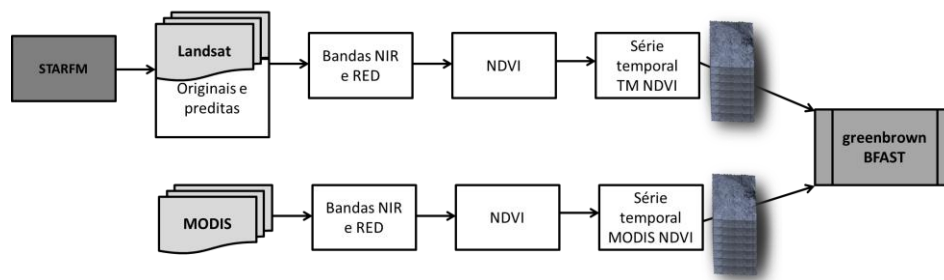 STARFM
Landsat
Originais e
preditas
Bandas NIR
e RED
NDVI
Série
temporal
TM NDVI
greenbrown
BFAST
MODIS
Bandas NIR
e RED
NDVI
Série
temporal
MODIS NDVI